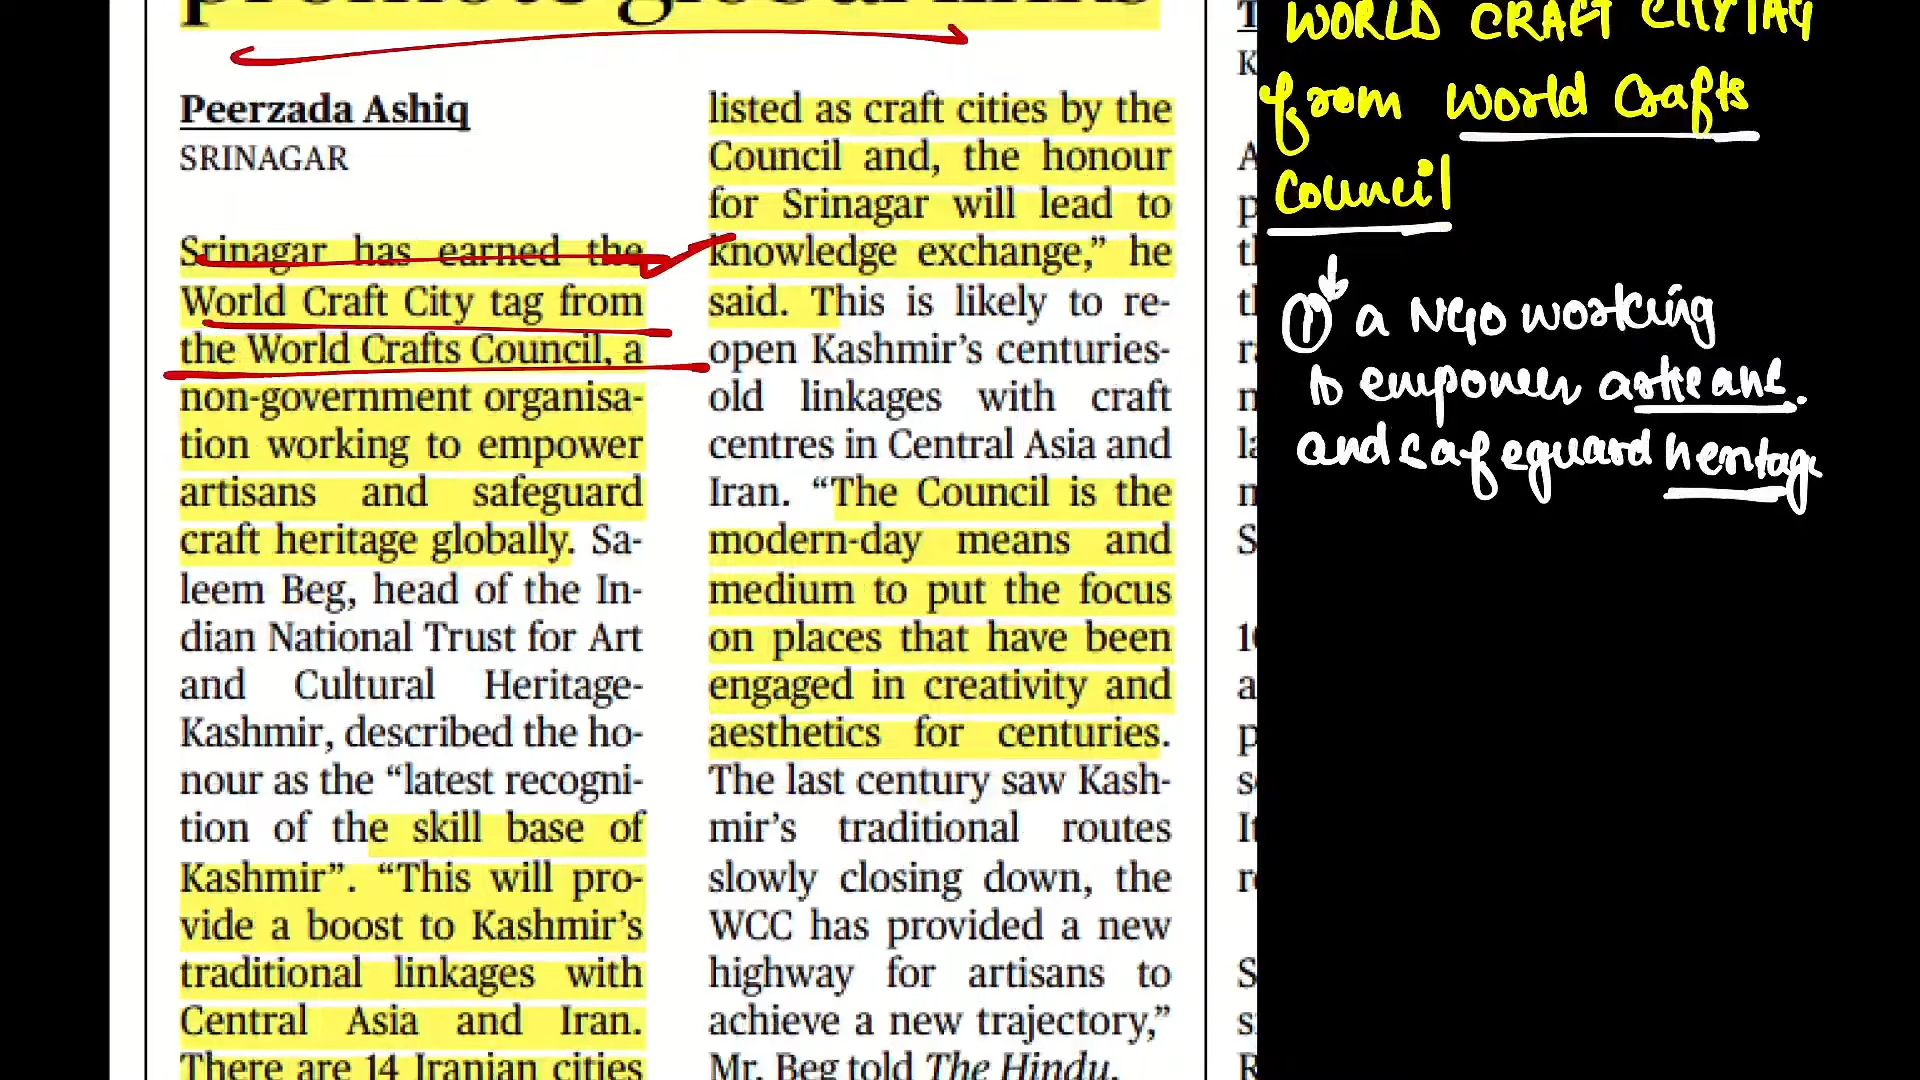 promote global links
Peerzada Ashiq
SRINAGAR
Srinagar has earned the
World Craft City tag from
the World Crafts Council, a
non-government organisa-
tion working to empower
artisans and safeguard
craft heritage globally. Sa-
leem Beg, head of the In-
dian National Trust for Art
and Cultural Heritage-
Kashmir, described the ho-
nour as the “latest recogni-
tion of the skill base of
Kashmir”. “This will pro-
vide a boost to Kashmir’s
traditional linkages with
Central Asia and Iran.
There are 14 Iranian cities
listed as craft cities by the
Council and, the honour
for Srinagar will lead to
knowledge exchange,” he
said. This is likely to re-
open Kashmir’s centuries-
old linkages with craft
centres in Central Asia and
Iran. “The Council is the
modern-day means and
medium to put the focus
on places that have been
engaged in creativity and
aesthetics for centuries.
The last century saw Kash-
mir’s traditional routes
slowly closing down, the
WCC has provided a new
highway for artisans to
achieve a new trajectory,”
Mr. Beg told The Hindu.
WORLD CRAFT CITY TAG
from World Crafts
Council
① a NGO working
to empower
and safeguard heritage